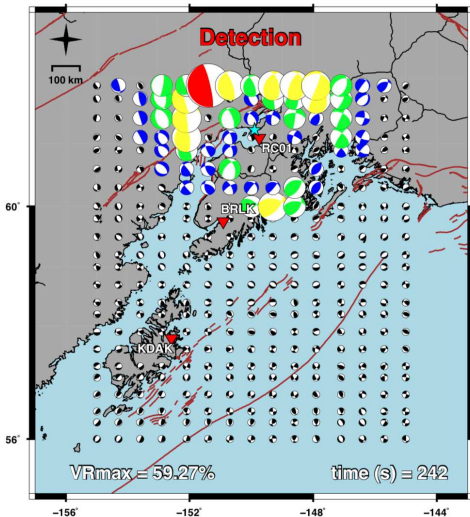 Detection
100 km
RC01
60°
BRLK
KDAK
56°
VRmax = 59.27% time (s) = 242
−156 −152 −148 −144